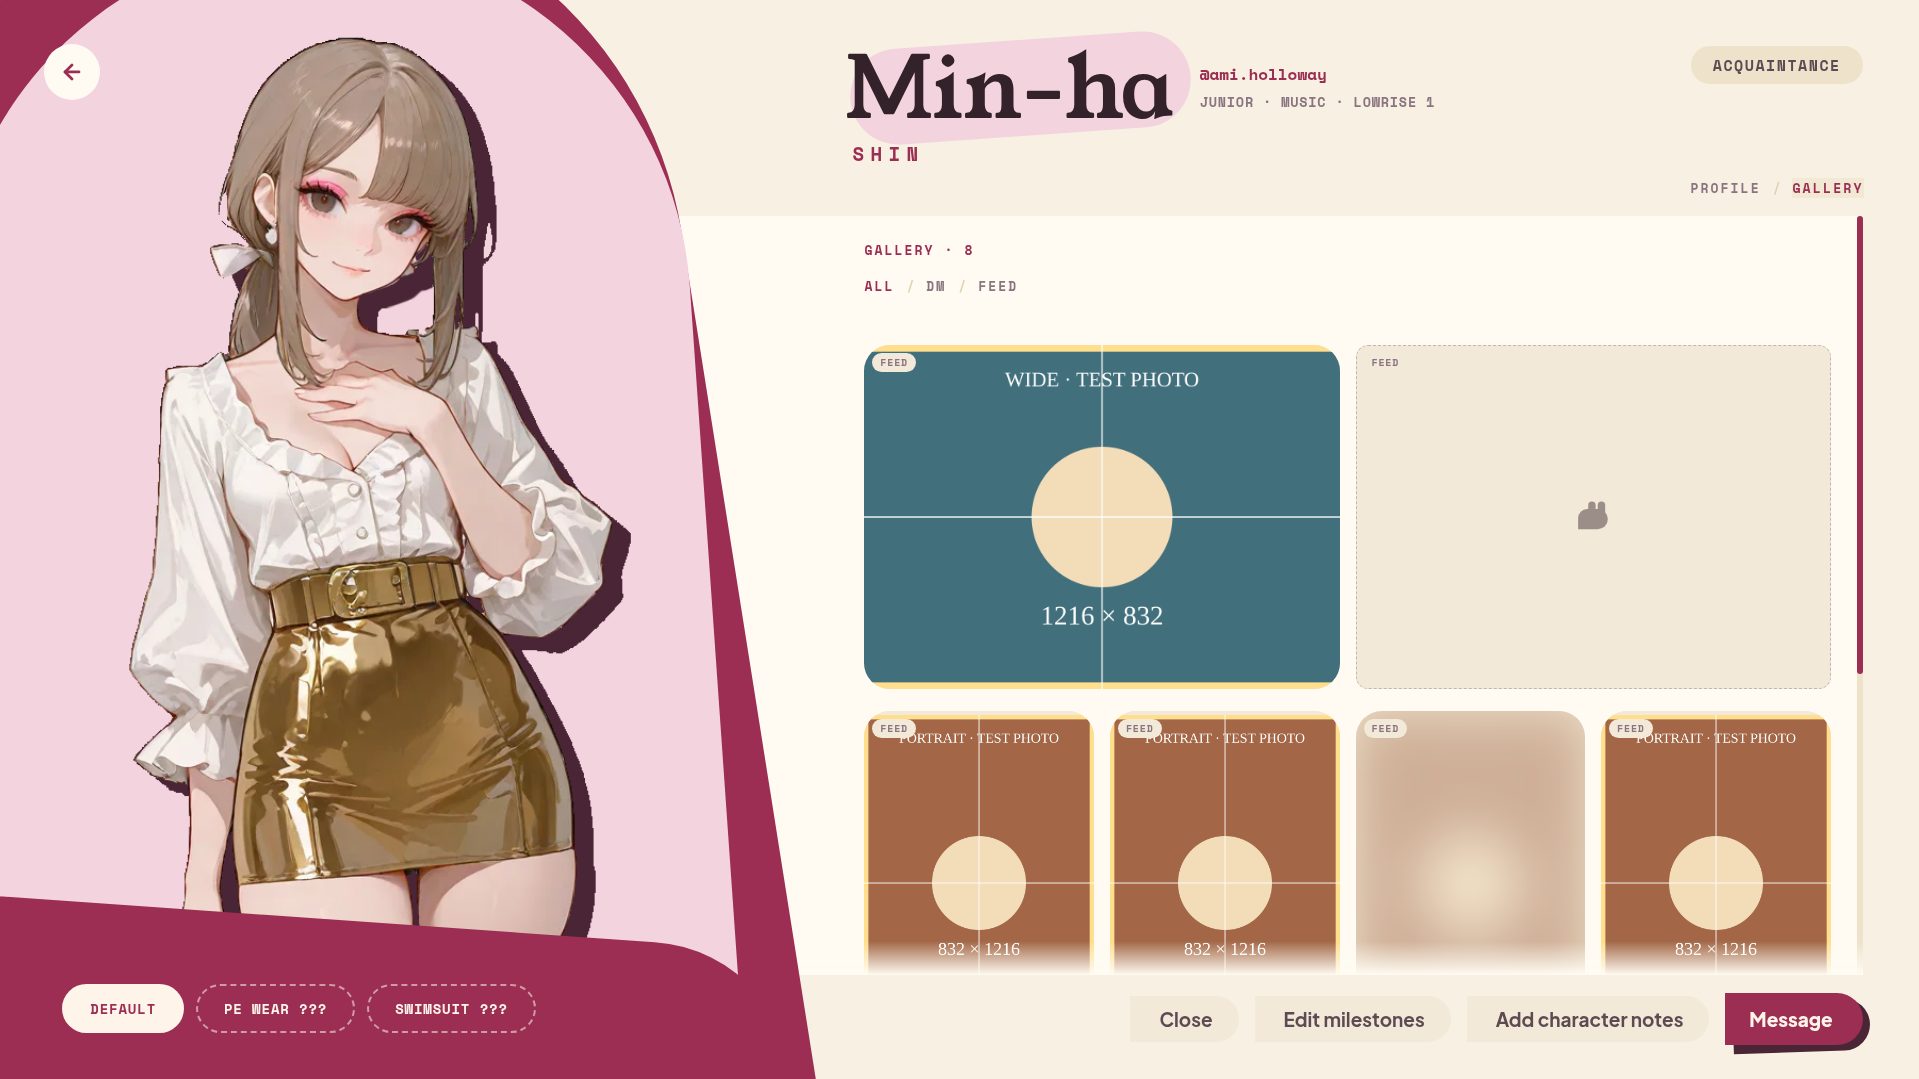 Min-ha
SHIN
@ami.holloway
JUNIOR · MUSIC · LOWRISE 1
ACQUAINTANCE
PROFILE / GALLERY
GALLERY · 8
ALL / DM / FEED
FEED
WIDE · TEST PHOTO
1216 × 832
FEED
FEED
PORTRAIT · TEST PHOTO
832 × 1216
FEED
PORTRAIT · TEST PHOTO
832 × 1216
FEED
FEED
PORTRAIT · TEST PHOTO
832 × 1216
DEFAULT
PE WEAR ???
SWIMSUIT ???
Close
Edit milestones
Add character notes
Message